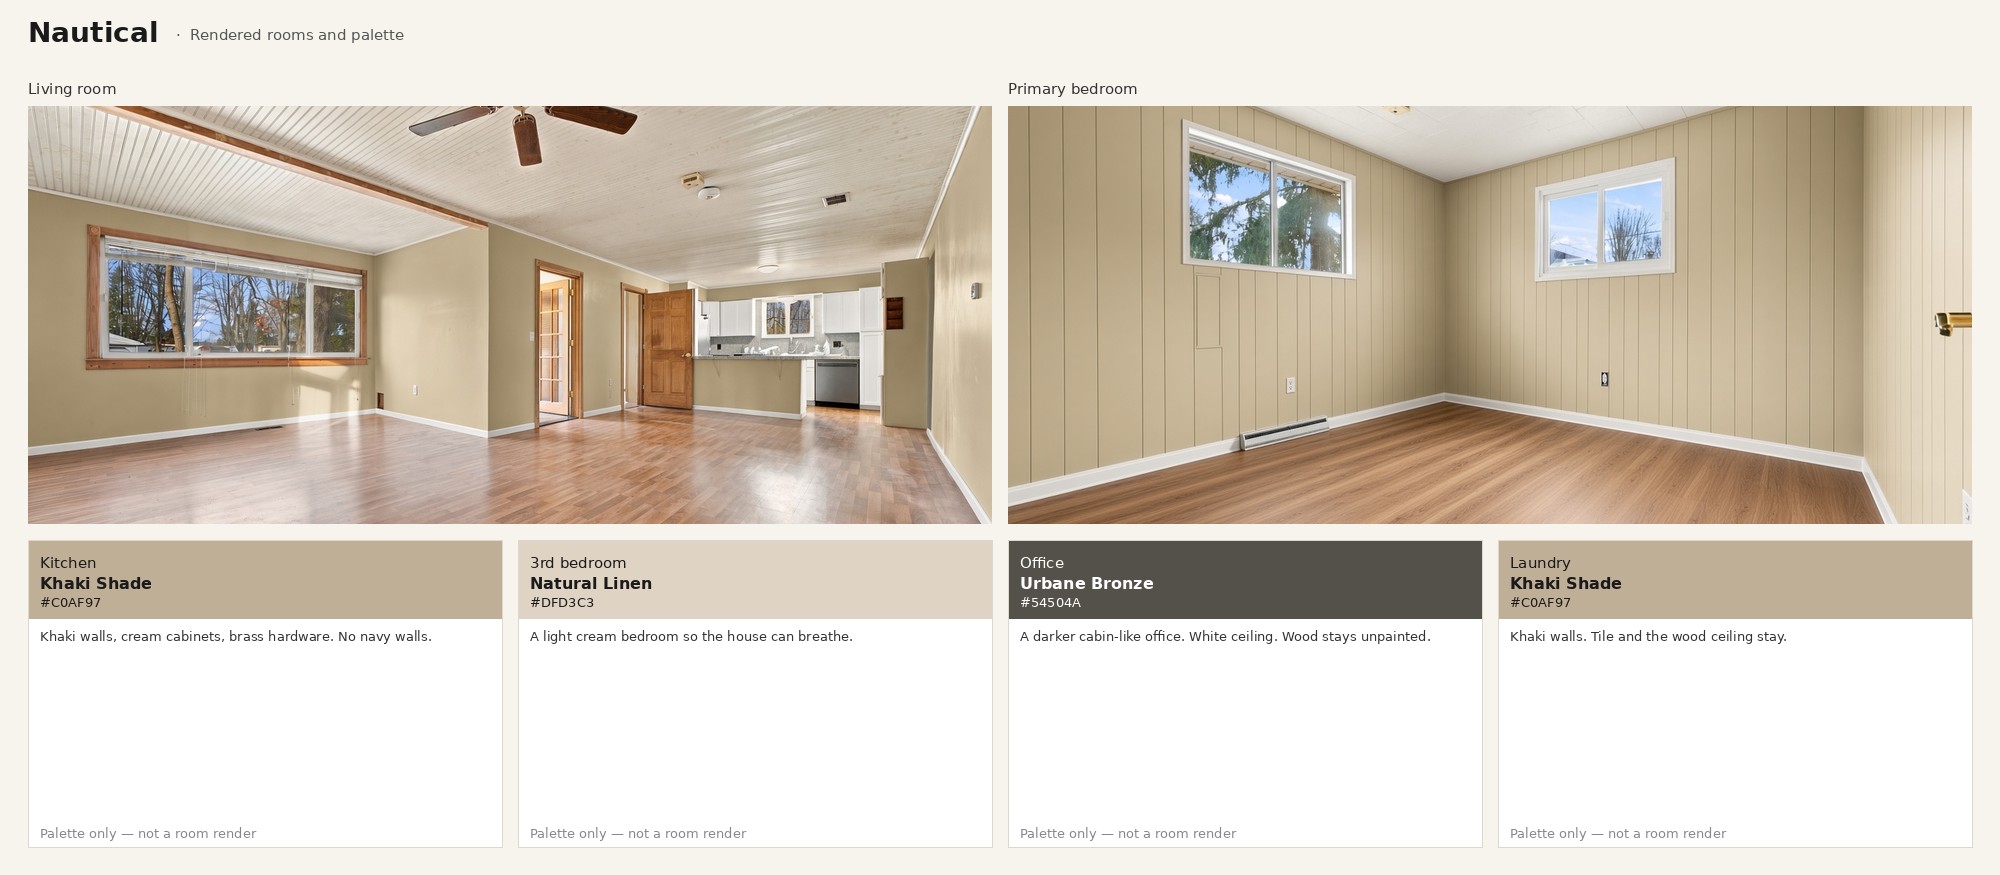 Nautical · Rendered rooms and palette
Living room
Primary bedroom
Kitchen
Khaki Shade
#C0AF97
Khaki walls, cream cabinets, brass hardware. No navy walls.
Palette only — not a room render
3rd bedroom
Natural Linen
#DFD3C3
A light cream bedroom so the house can breathe.
Palette only — not a room render
Office
Urbane Bronze
#54504A
A darker cabin-like office. White ceiling. Wood stays unpainted.
Palette only — not a room render
Laundry
Khaki Shade
#C0AF97
Khaki walls. Tile and the wood ceiling stay.
Palette only — not a room render